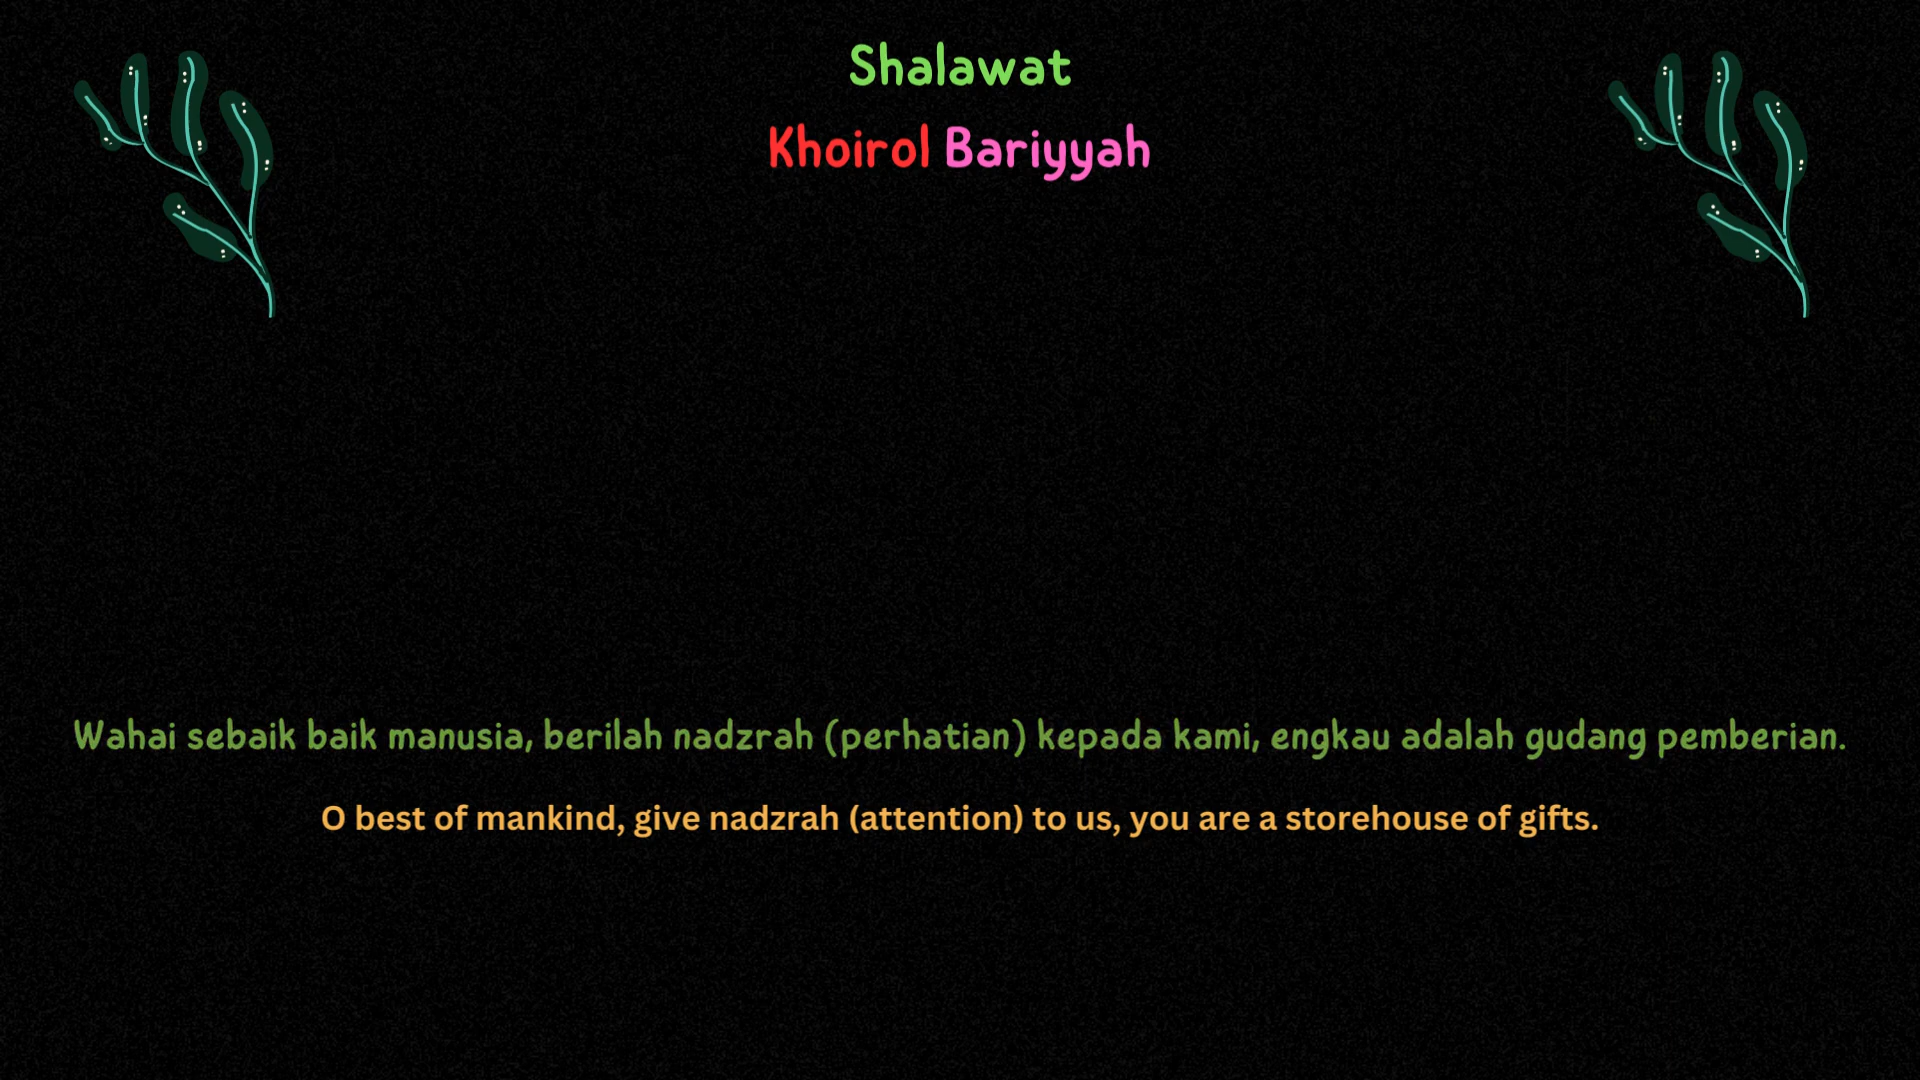 Shalawat
Khoirol Bariyyah
Wahai sebaik baik manusia, berilah nadzrah (perhatian) kepada kami, engkau adalah gudang pemberian.
O best of mankind, give nadzrah (attention) to us, you are a storehouse of gifts.